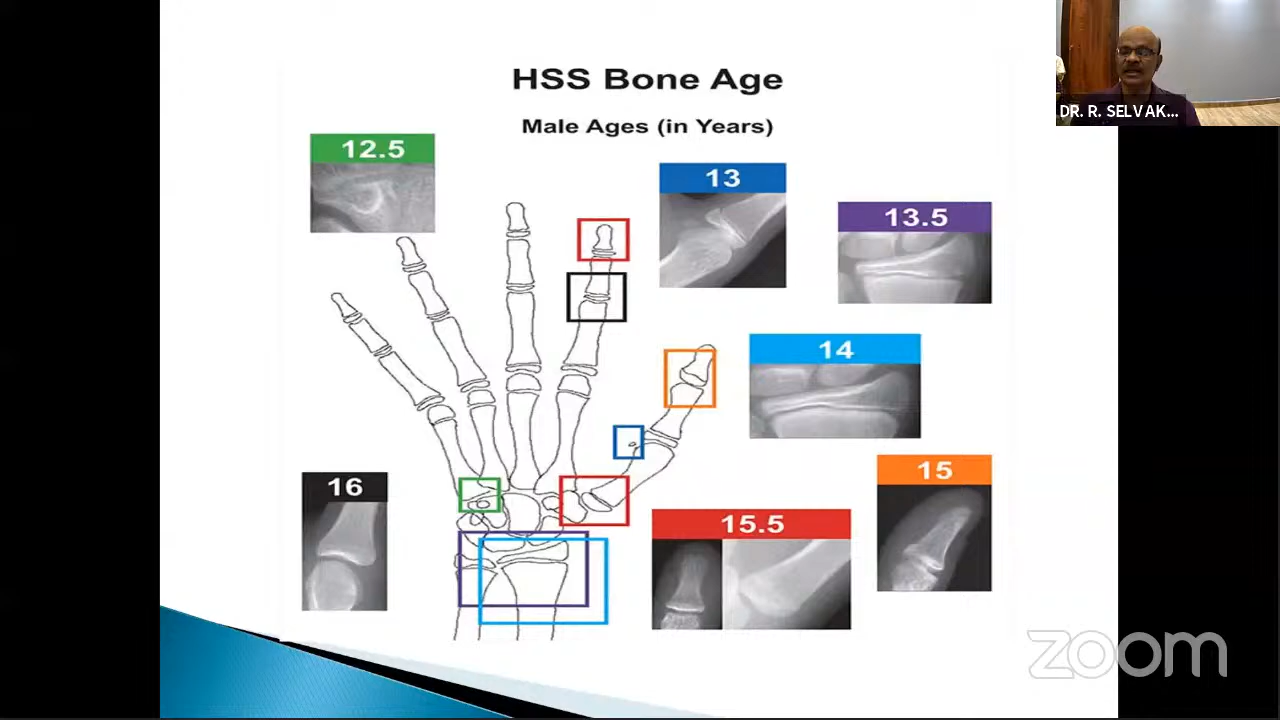 HSS Bone Age
Male Ages (in Years)
12.5
13
13.5
14
15
15.5
16
DR. R. SELVAK...
zoom